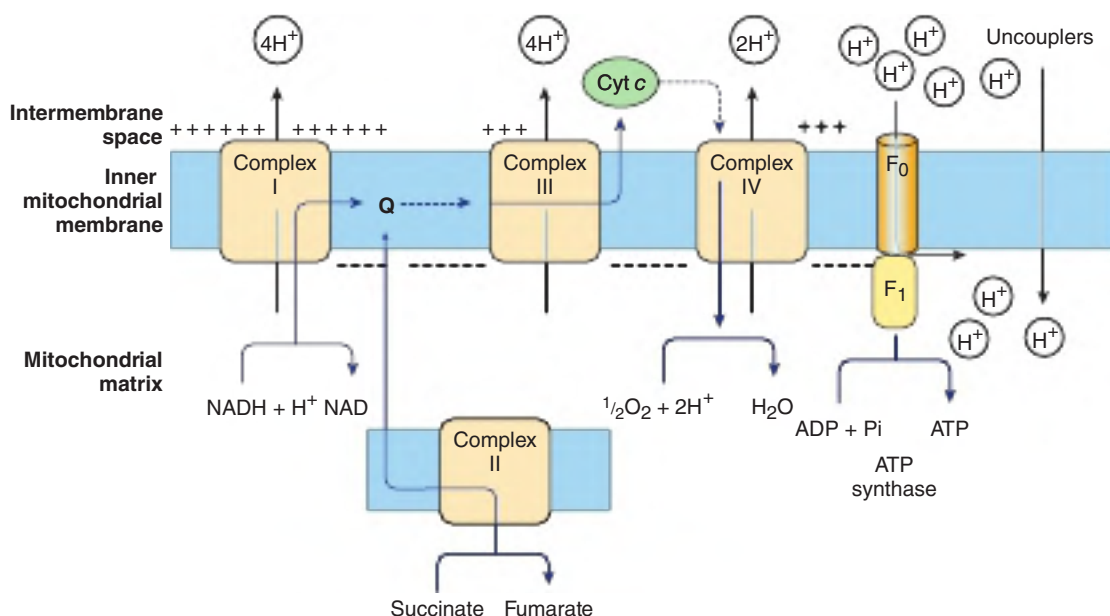 4H+
4H+
2H+
H+
H+
H+
H+
H+
Uncouplers
Cyt c
Intermembrane
space
+ + + + + +
+ + + + + +
+ + +
+ + +
Complex
I
Complex
III
Complex
IV
F0
Inner
mitochondrial
membrane
Q
F1
H+
H+
H+
Mitochondrial
matrix
NADH + H+ NAD
1/2O2 + 2H+
H2O
ADP + Pi
ATP
ATP
synthase
Complex
II
Succinate
Fumarate